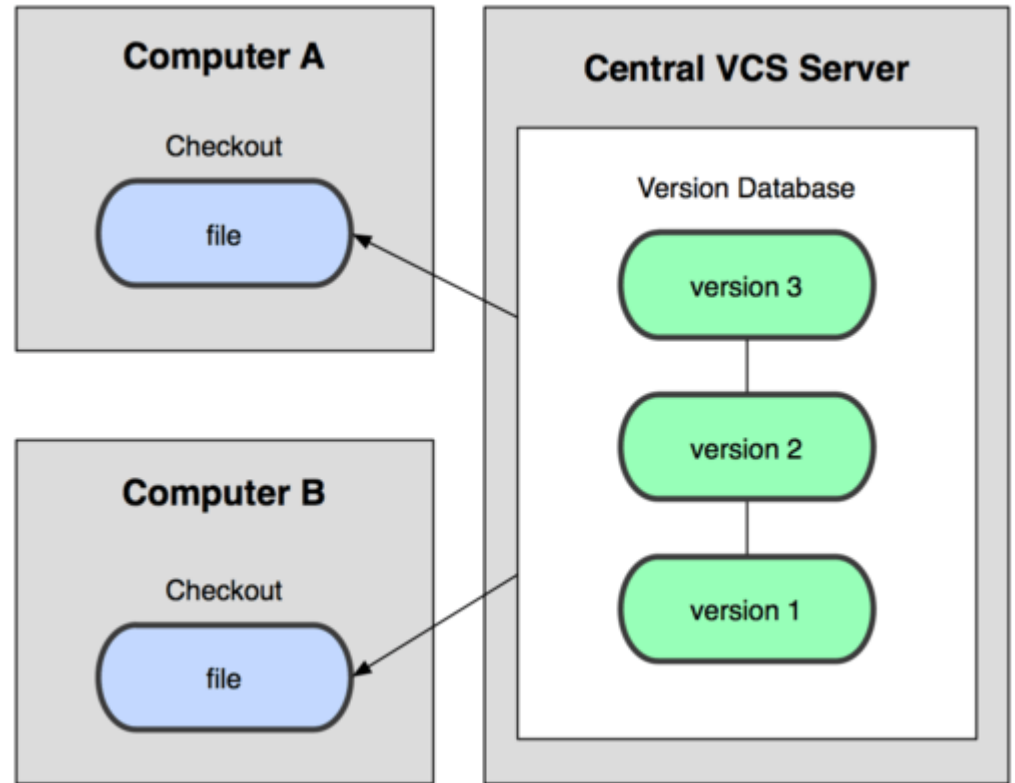 Computer A
Checkout
file
Computer B
Checkout
file
Central VCS Server
Version Database
version 3
version 2
version 1